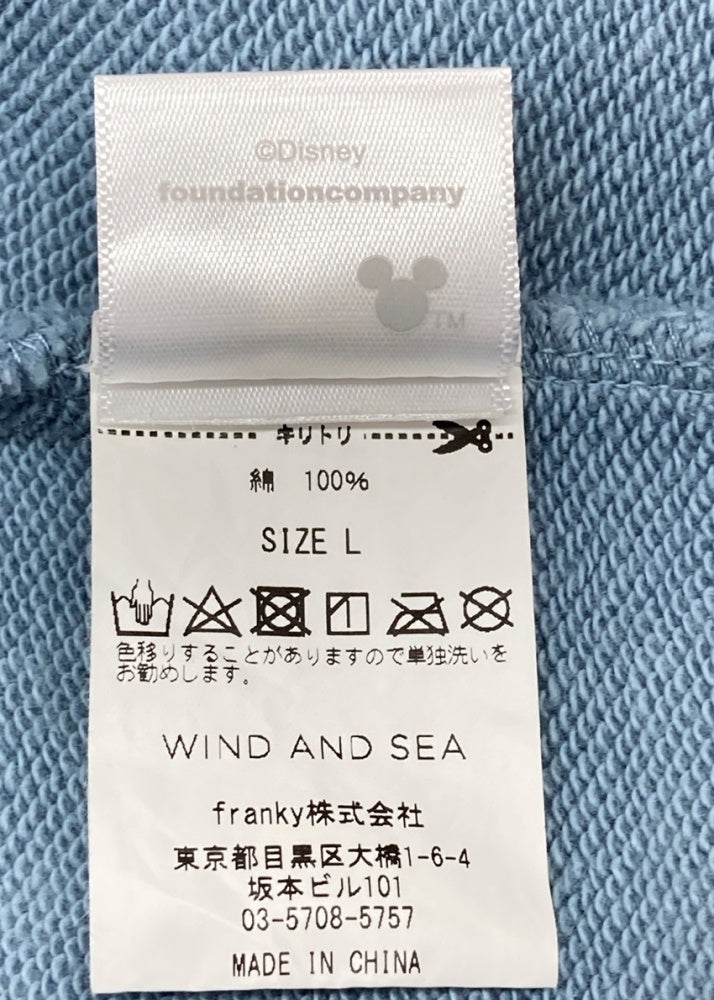 ©Disney
foundationcompany
TM
キリトリ
綿 100%
SIZE L
色移りすることがありますので単独洗いを
お勧めします。
WIND AND SEA
franky株式会社
東京都目黒区大橋1-6-4
坂本ビル101
03-5708-5757
MADE IN CHINA